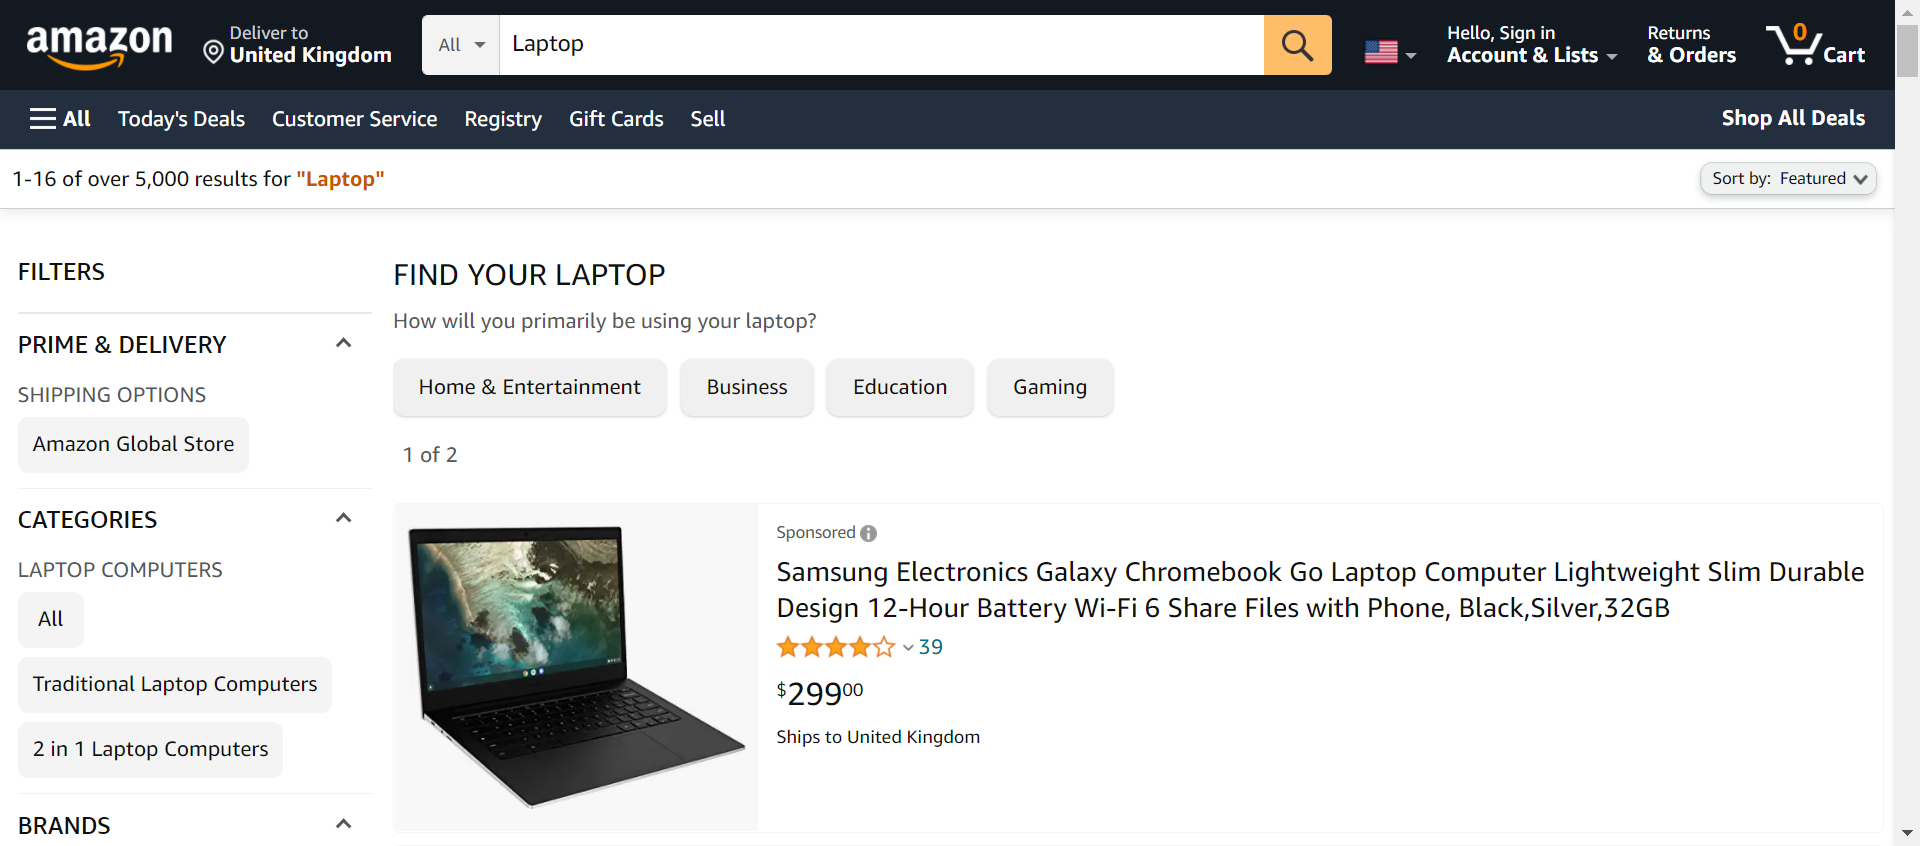 amazon
Deliver to
United Kingdom
All
Laptop
Hello, Sign in
Account & Lists
Returns
& Orders
0
Cart
All
Today's Deals
Customer Service
Registry
Gift Cards
Sell
Shop All Deals
1-16 of over 5,000 results for "Laptop"
Sort by: Featured
FILTERS
PRIME & DELIVERY
SHIPPING OPTIONS
Amazon Global Store
CATEGORIES
LAPTOP COMPUTERS
All
Traditional Laptop Computers
2 in 1 Laptop Computers
BRANDS
FIND YOUR LAPTOP
How will you primarily be using your laptop?
Home & Entertainment
Business
Education
Gaming
1 of 2
Sponsored
Samsung Electronics Galaxy Chromebook Go Laptop Computer Lightweight Slim Durable
Design 12-Hour Battery Wi-Fi 6 Share Files with Phone, Black,Silver,32GB
39
$29900
Ships to United Kingdom